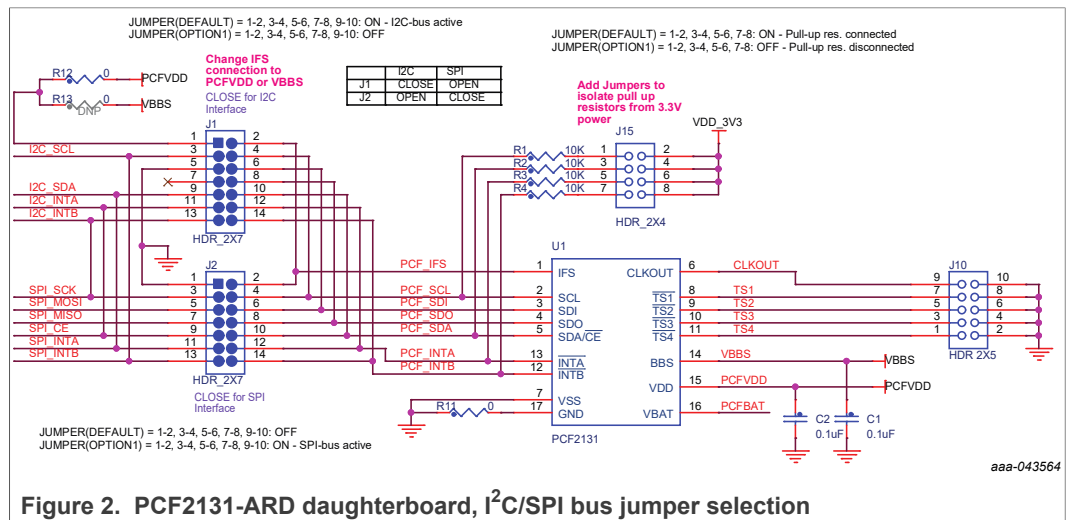 JUMPER(DEFAULT) = 1-2, 3-4, 5-6, 7-8, 9-10: ON - I2C-bus active
JUMPER(OPTION1) = 1-2, 3-4, 5-6, 7-8, 9-10: OFF
JUMPER(DEFAULT) = 1-2, 3-4, 5-6, 7-8: ON - Pull-up res. connected
JUMPER(OPTION1) = 1-2, 3-4, 5-6, 7-8: OFF - Pull-up res. disconnected
R12 0 PCFVDD
R13 0 VBBS
DNP
Change IFS
connection to
PCFVDD or VBBS
CLOSE for I2C
Interface
I2C SPI
J1 CLOSE OPEN
J2 OPEN CLOSE
Add Jumpers to
isolate pull up
resistors from 3.3V
power
VDD_3V3
J1
1 2
I2C_SCL 3 4
5 6
7 8
I2C_SDA 9 10
I2C_INTA 11 12
I2C_INTB 13 14
HDR_2X7
J15
R1 10K 1 2
R2 10K 3 4
R3 10K 5 6
R4 10K 7 8
HDR_2X4
J2
1 2
SPI_SCK 3 4
SPI_MOSI 5 6
SPI_MISO 7 8
SPI_CE 9 10
SPI_INTA 11 12
SPI_INTB 13 14
HDR_2X7
CLOSE for SPI
Interface
U1
PCF_IFS 1 IFS CLKOUT 6 CLKOUT
PCF_SCL 2 SCL TS1 8 TS1
PCF_SDI 3 SDI TS2 9 TS2
PCF_SDO 4 SDO TS3 10 TS3
PCF_SDA 5 SDA/CE TS4 11 TS4
PCF_INTA 13 INTA BBS 14 VBBS VBBS
PCF_INTB 12 INTB
VDD 15 PCFVDD PCFVDD
7 VSS
R11 0 17 GND VBAT 16 PCFBAT
PCF2131
J10
9 10
7 8
5 6
3 4
1 2
HDR 2X5
C2
0.1uF
C1
0.1uF
JUMPER(DEFAULT) = 1-2, 3-4, 5-6, 7-8, 9-10: OFF
JUMPER(OPTION1) = 1-2, 3-4, 5-6, 7-8, 9-10: ON - SPI-bus active
aaa-043564
Figure 2. PCF2131-ARD daughterboard, I²C/SPI bus jumper selection